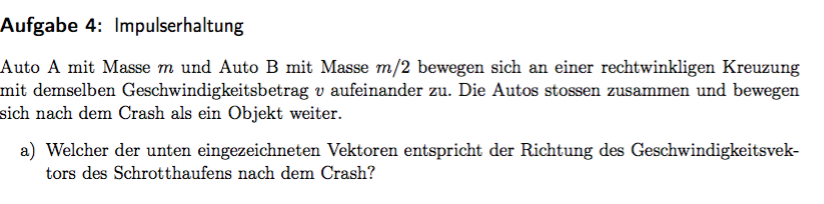 Aufgabe 4: Impulserhaltung
Auto A mit Masse m und Auto B mit Masse m/2 bewegen sich an einer rechtwinkligen Kreuzung
mit demselben Geschwindigkeitsbetrag v aufeinander zu. Die Autos stossen zusammen und bewegen
sich nach dem Crash als ein Objekt weiter.
a) Welcher der unten eingezeichneten Vektoren entspricht der Richtung des Geschwindigkeitsvek-
tors des Schrotthaufens nach dem Crash?